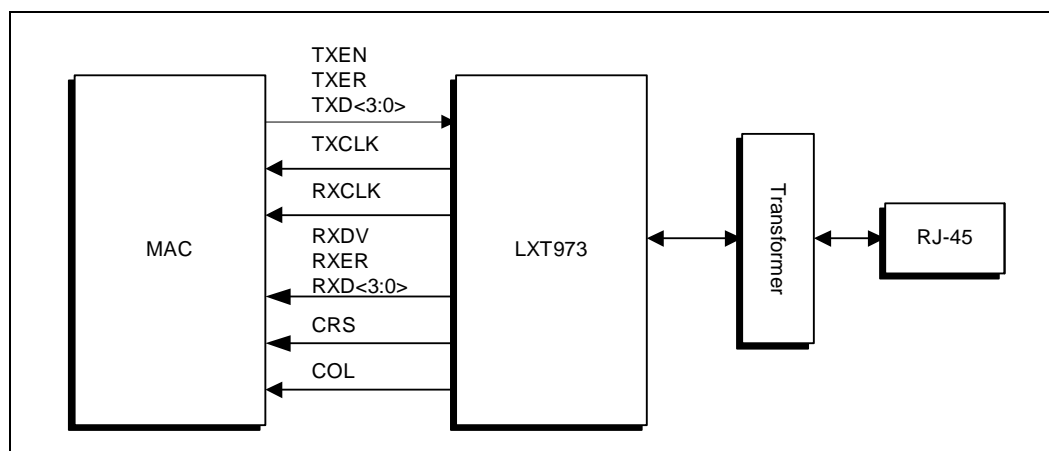 TXEN
TXER
TXD<3:0>
TXCLK
RXCLK
RXDV
RXER
RXD<3:0>
CRS
COL
MAC
LXT973
Transformer
RJ-45